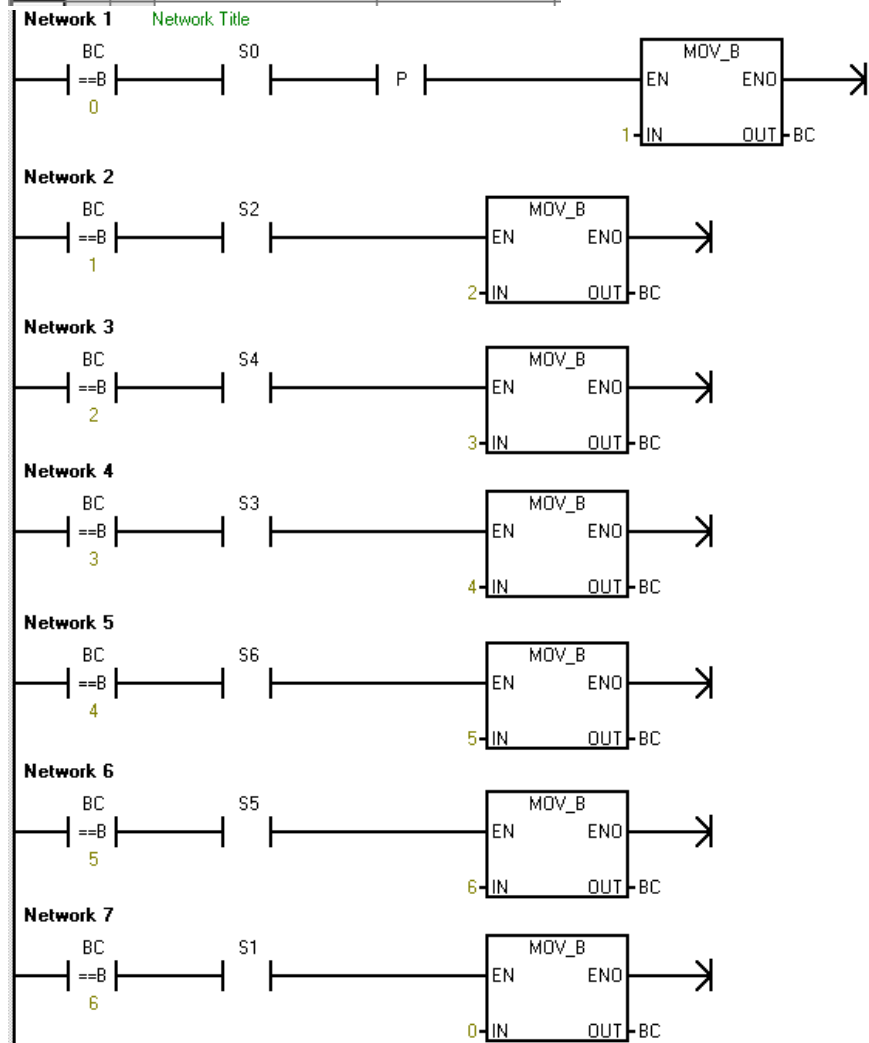 Network 1 Network Title
BC S0 MOV_B
==B P EN ENO
0
1 IN OUT BC
Network 2
BC S2 MOV_B
==B EN ENO
1
2 IN OUT BC
Network 3
BC S4 MOV_B
==B EN ENO
2
3 IN OUT BC
Network 4
BC S3 MOV_B
==B EN ENO
3
4 IN OUT BC
Network 5
BC S6 MOV_B
==B EN ENO
4
5 IN OUT BC
Network 6
BC S5 MOV_B
==B EN ENO
5
6 IN OUT BC
Network 7
BC S1 MOV_B
==B EN ENO
6
0 IN OUT BC